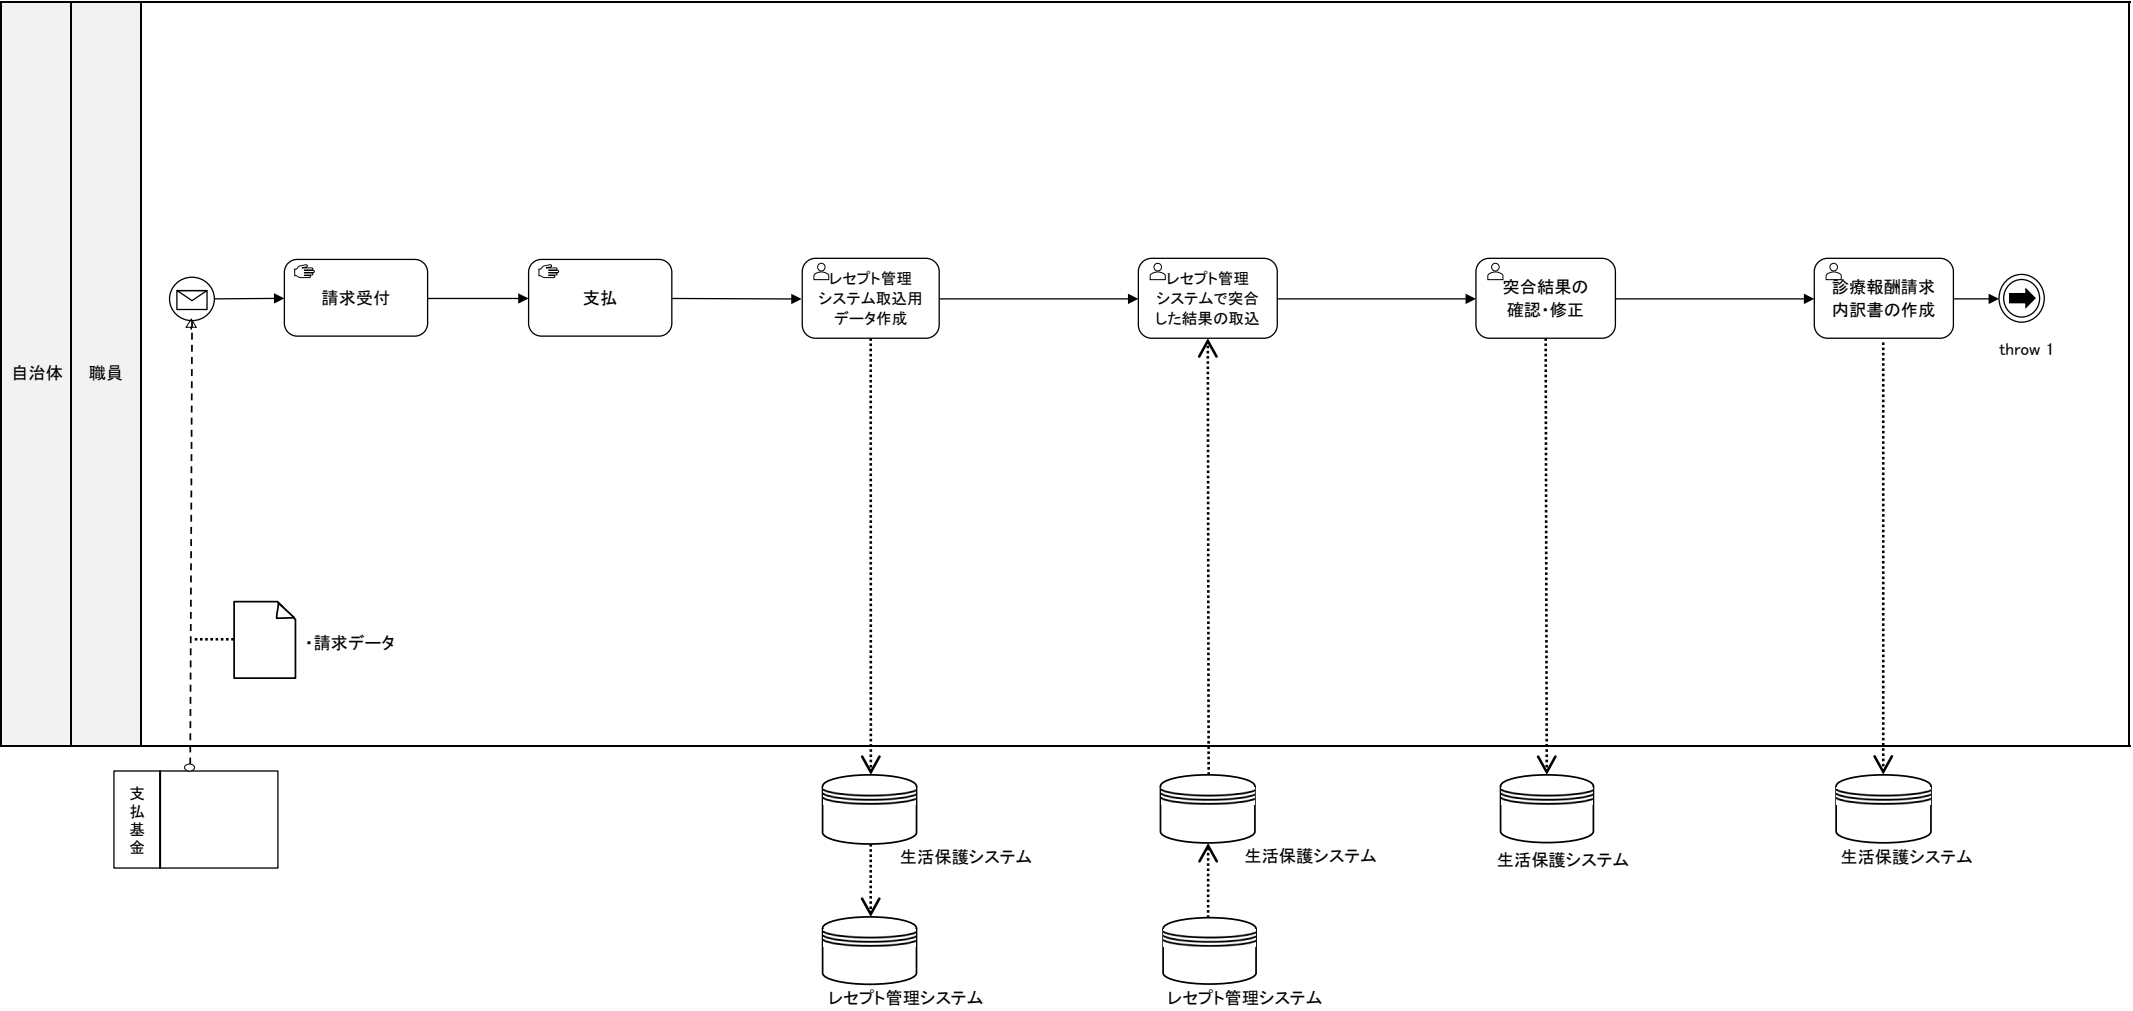 自治体
職員
請求受付
支払
レセプト管理
システム取込用
データ作成
レセプト管理
システムで突合
した結果の取込
突合結果の
確認・修正
診療報酬請求
内訳書の作成
throw 1
・請求データ
支
払
基
金
生活保護システム
生活保護システム
生活保護システム
生活保護システム
レセプト管理システム
レセプト管理システム